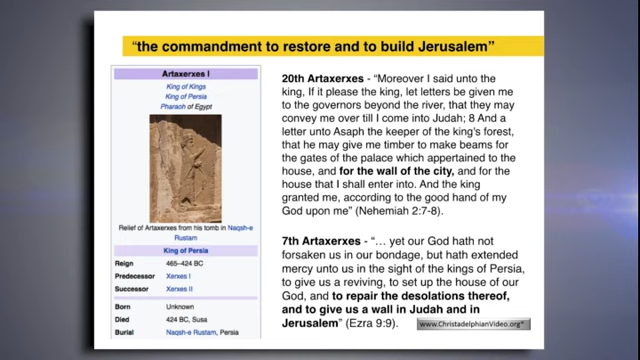 “the commandment to restore and to build Jerusalem”
Artaxerxes I
King of Kings
King of Persia
Pharaoh of Egypt
Relief of Artaxerxes from his tomb in Naqsh-e
Rustam
King of Persia
Reign 465–424 BC
Predecessor Xerxes I
Successor Xerxes II
Born Unknown
Died 424 BC, Susa
Burial Naqsh-e Rustam, Persia
20th Artaxerxes - “Moreover I said unto the
king, If it please the king, let letters be given me
to the governors beyond the river, that they may
convey me over till I come into Judah; 8 And a
letter unto Asaph the keeper of the king’s forest,
that he may give me timber to make beams for
the gates of the palace which appertained to the
house, and for the wall of the city, and for the
house that I shall enter into. And the king
granted me, according to the good hand of my
God upon me” (Nehemiah 2:7-8).
7th Artaxerxes - “… yet our God hath not
forsaken us in our bondage, but hath extended
mercy unto us in the sight of the kings of Persia,
to give us a reviving, to set up the house of our
God, and to repair the desolations thereof,
and to give us a wall in Judah and in
Jerusalem” (Ezra 9:9).
www.ChristadelphianVideo.org*